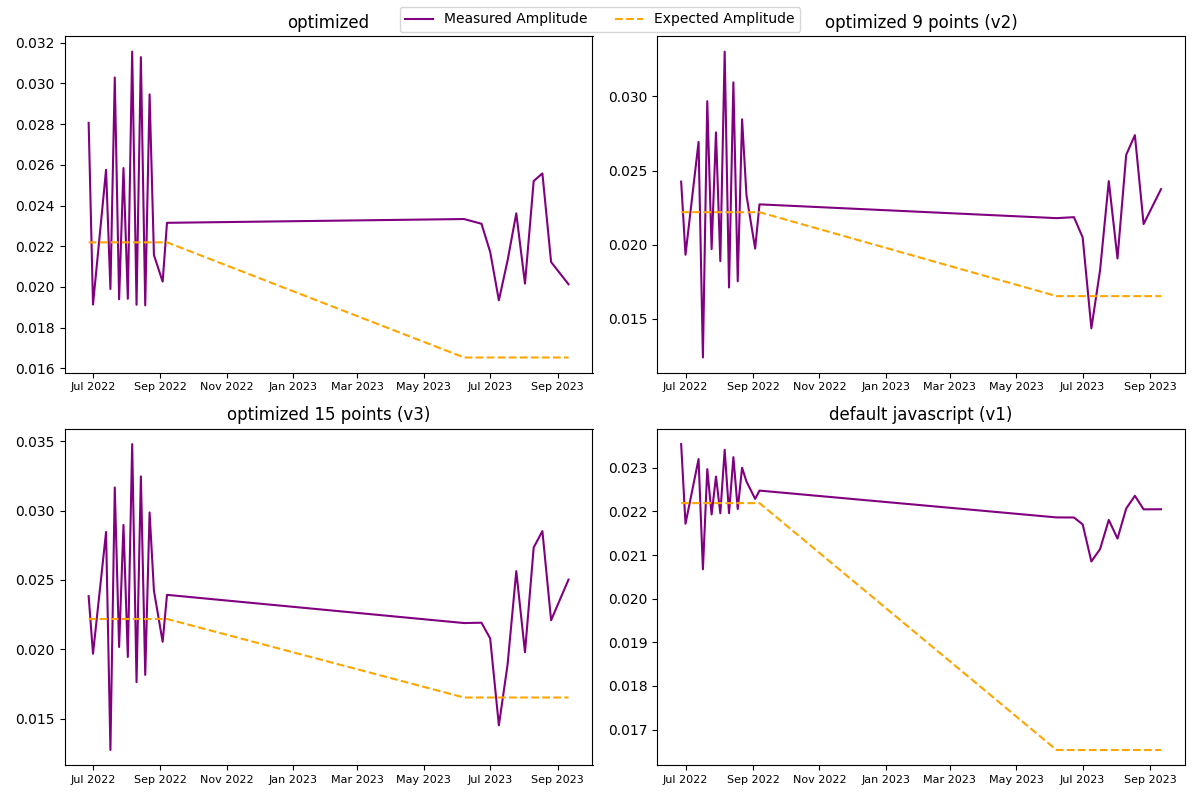 Measured Amplitude Expected Amplitude
optimized
0.032
0.030
0.028
0.026
0.024
0.022
0.020
0.018
0.016
Jul 2022 Sep 2022 Nov 2022 Jan 2023 Mar 2023 May 2023 Jul 2023 Sep 2023
optimized 9 points (v2)
0.030
0.025
0.020
0.015
Jul 2022 Sep 2022 Nov 2022 Jan 2023 Mar 2023 May 2023 Jul 2023 Sep 2023
optimized 15 points (v3)
0.035
0.030
0.025
0.020
0.015
Jul 2022 Sep 2022 Nov 2022 Jan 2023 Mar 2023 May 2023 Jul 2023 Sep 2023
default javascript (v1)
0.023
0.022
0.021
0.020
0.019
0.018
0.017
Jul 2022 Sep 2022 Nov 2022 Jan 2023 Mar 2023 May 2023 Jul 2023 Sep 2023